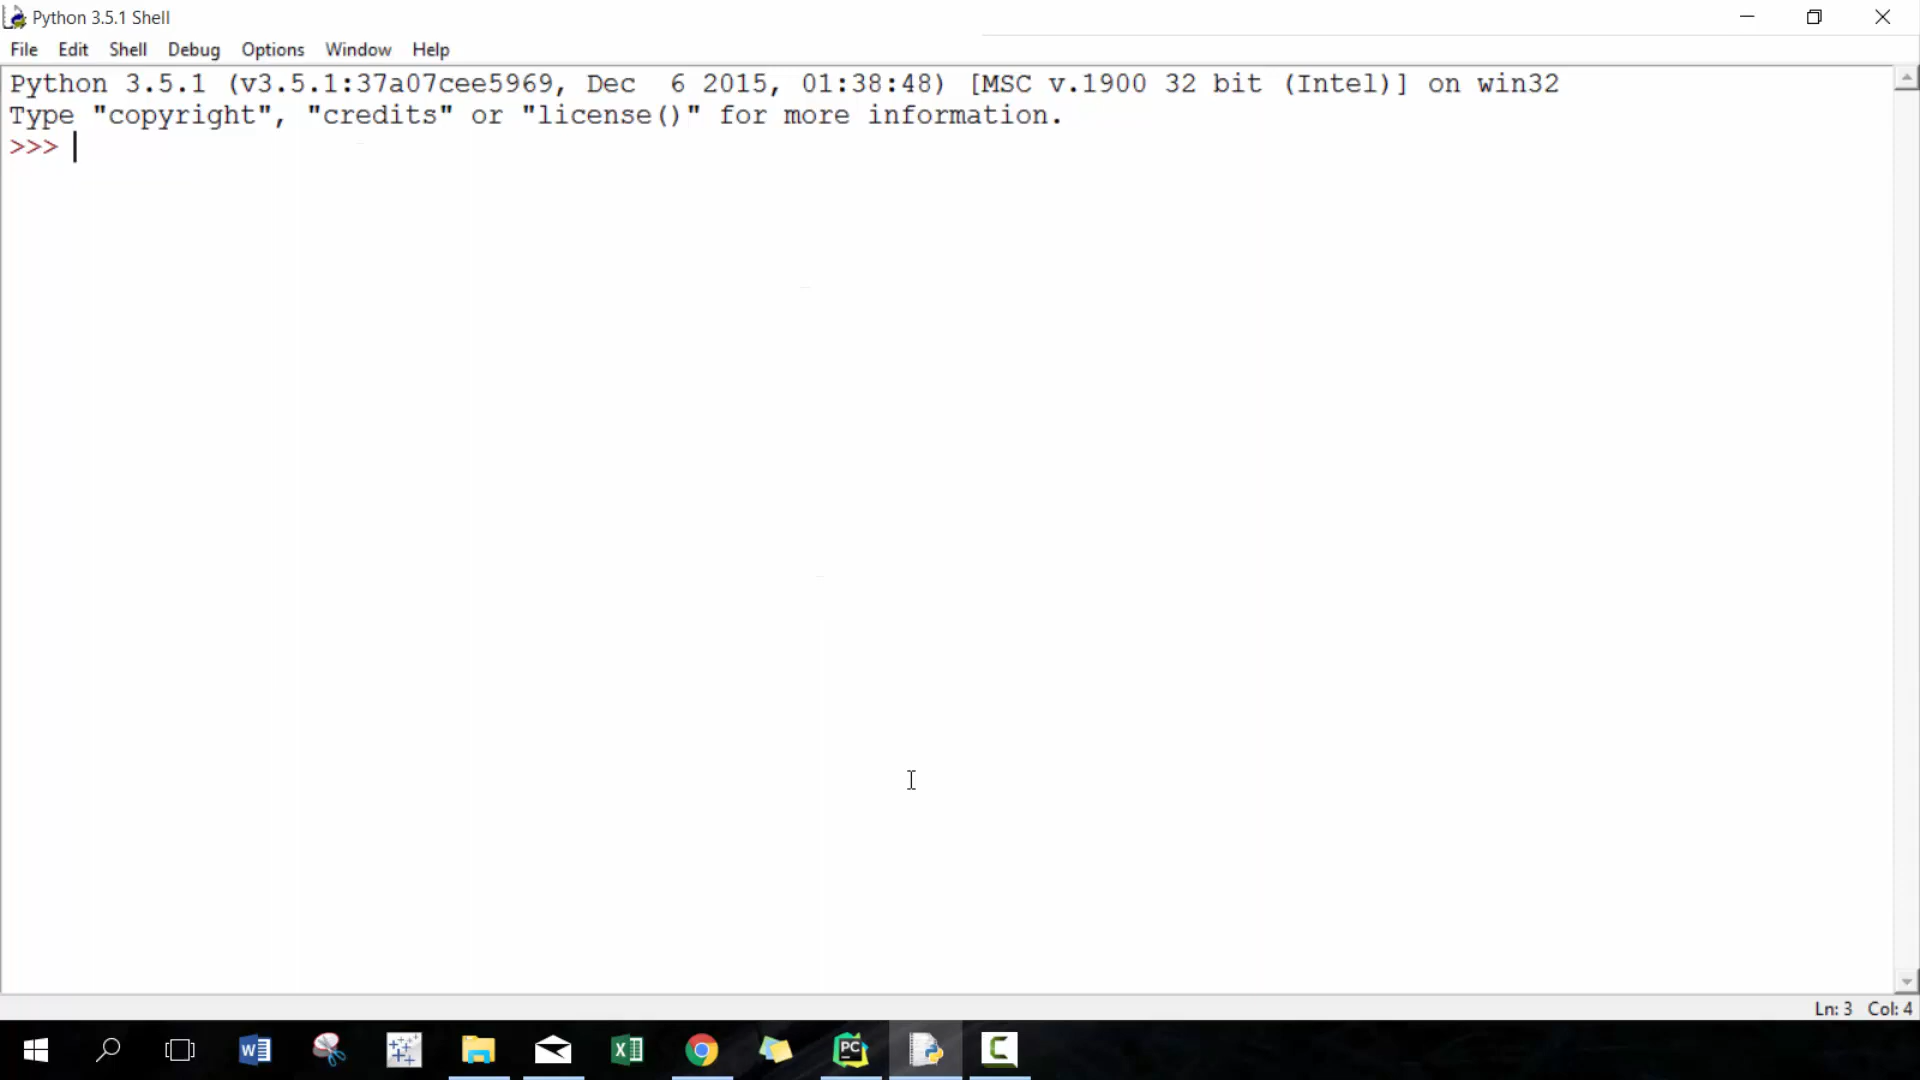 Python 3.5.1 Shell
File Edit Shell Debug Options Window Help
Python 3.5.1 (v3.5.1:37a07cee5969, Dec  6 2015, 01:38:48) [MSC v.1900 32 bit (Intel)] on win32
Type "copyright", "credits" or "license()" for more information.
>>>
Ln: 3 Col: 4